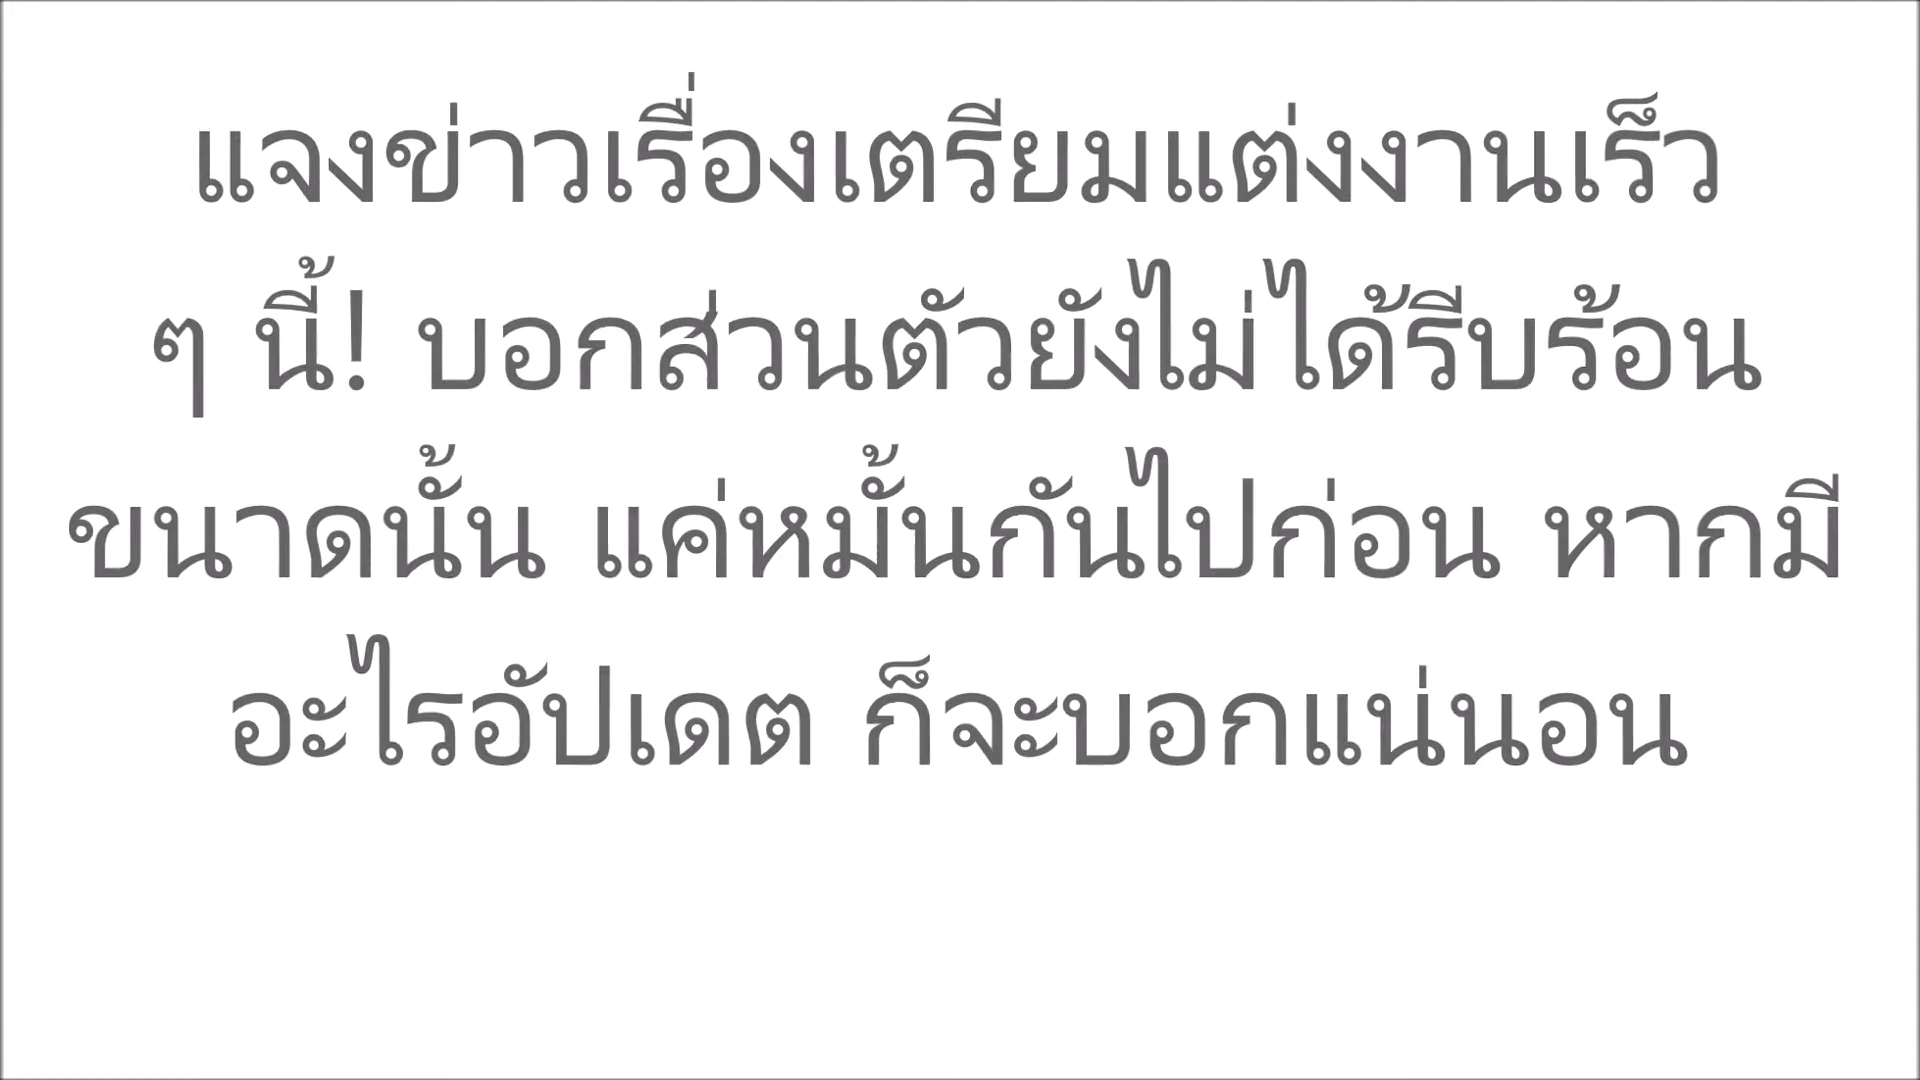 แจงข่าวเรื่องเตรียมแต่งงานเร็ว
ๆ นี้! บอกส่วนตัวยังไม่ได้รีบร้อน
ขนาดนั้น แค่หมั้นกันไปก่อน หากมี
อะไรอัปเดต ก็จะบอกแน่นอน